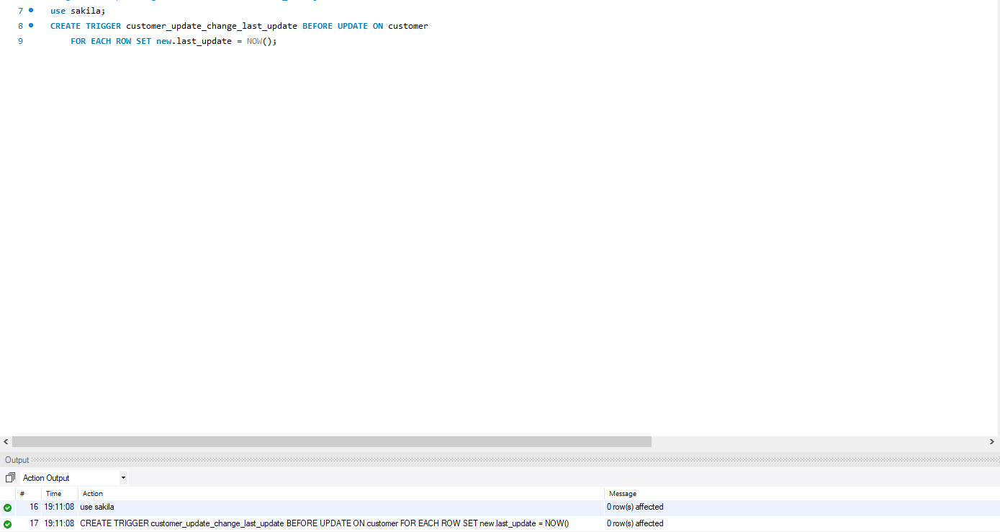 7 use sakila;
8 CREATE TRIGGER customer_update_change_last_update BEFORE UPDATE ON customer
9 FOR EACH ROW SET new.last_update = NOW();
Output
Action Output
# Time Action Message
16 19:11:08 use sakila 0 row(s) affected
17 19:11:08 CREATE TRIGGER customer_update_change_last_update BEFORE UPDATE ON customer FOR EACH ROW SET new.last_update = NOW() 0 row(s) affected